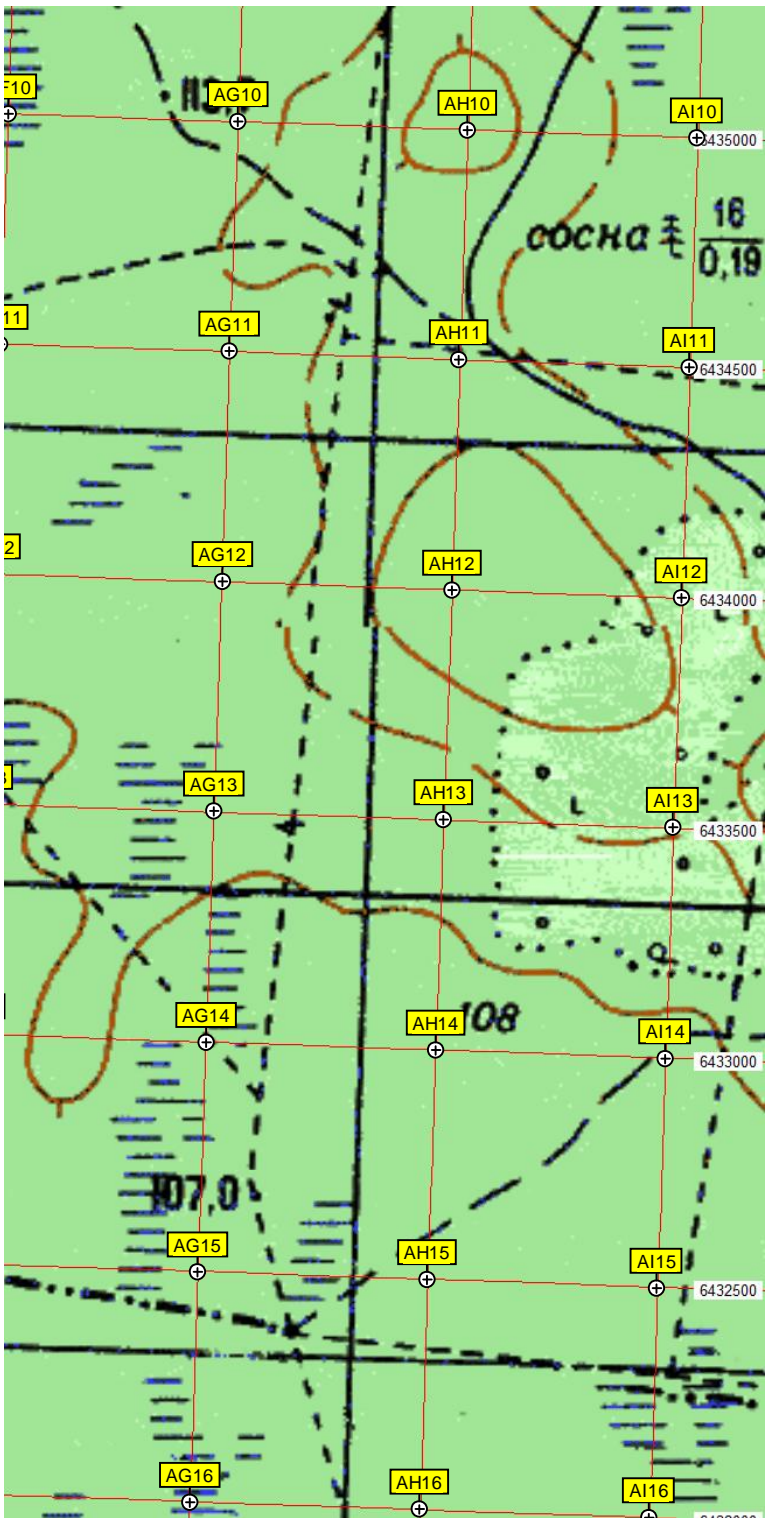 F10
AG10
AH10
AI10
6435000
сосна 16
0,19
11
AG11
AH11
AI11
6434500
2
AG12
AH12
AI12
6434000
L
AG13
AH13
AI13
L
6433500
AG14
AH14
108
AI14
6433000
107,0
AG15
AH15
AI15
6432500
AG16
AH16
AI16